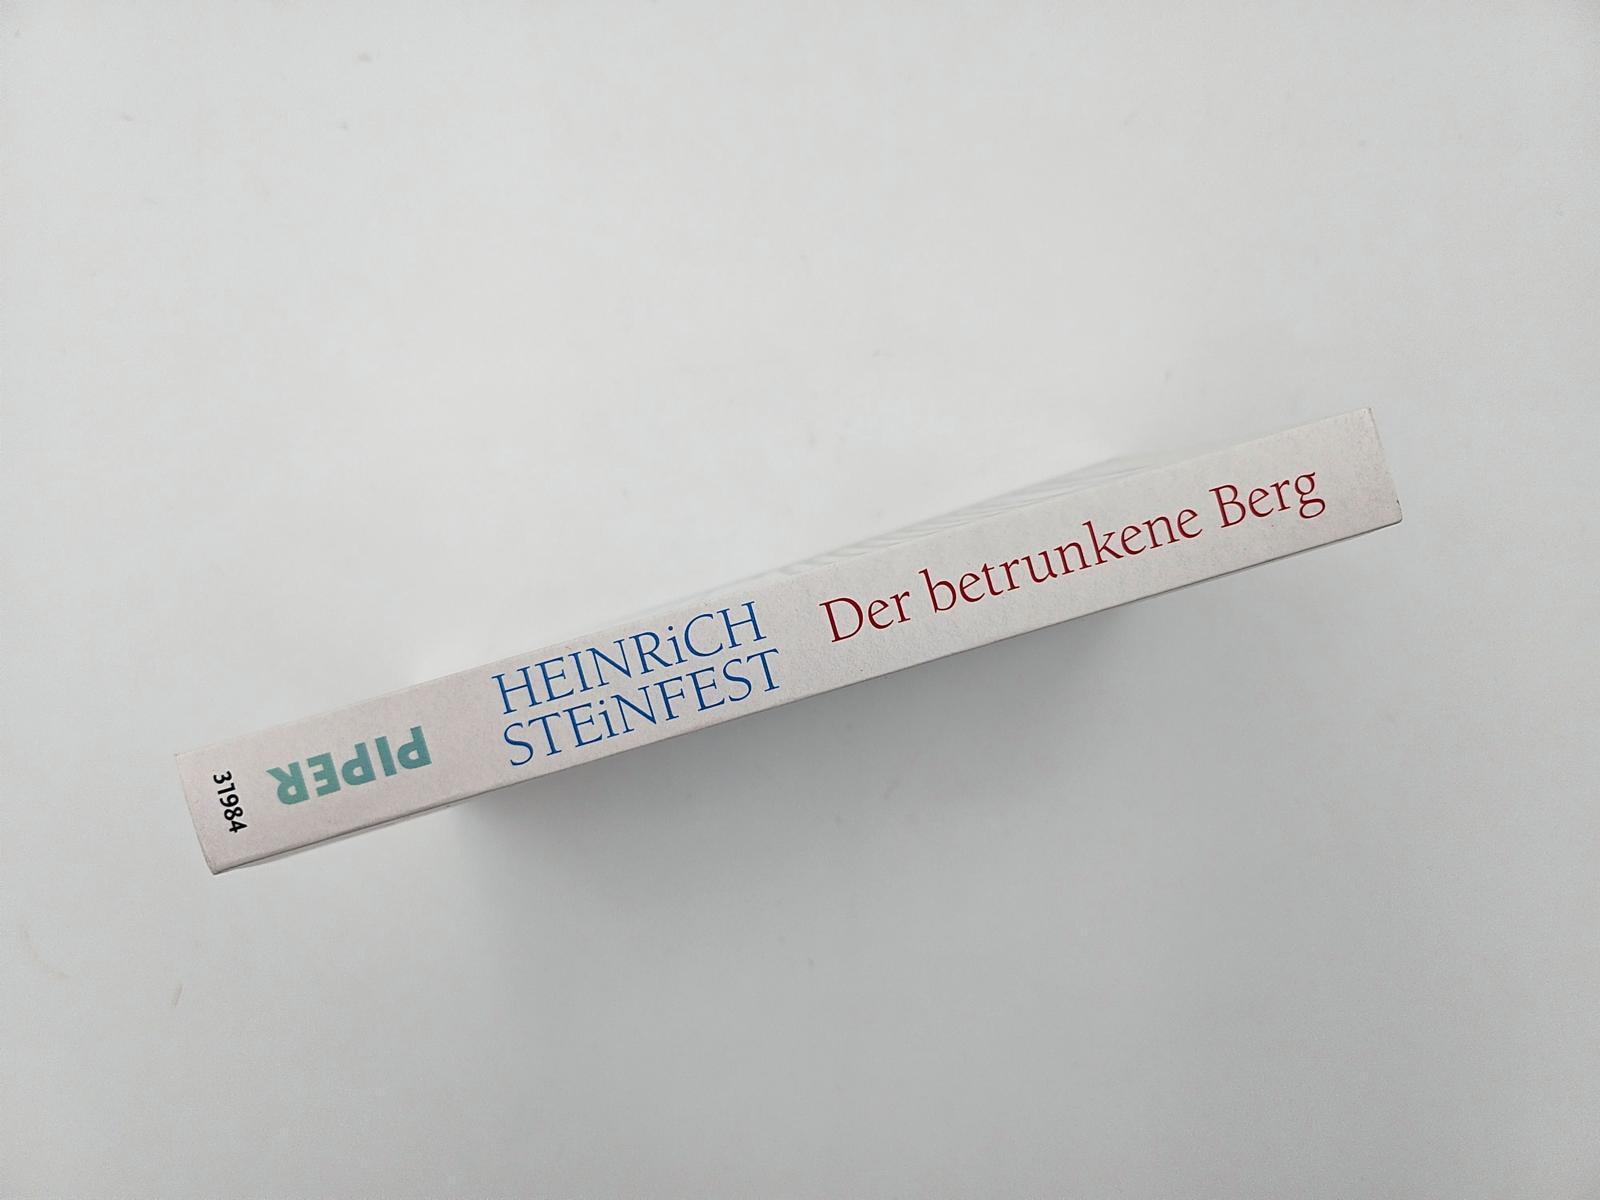 HEINRiCH
STEiNFEST
Der betrunkene Berg
PIPER
31984